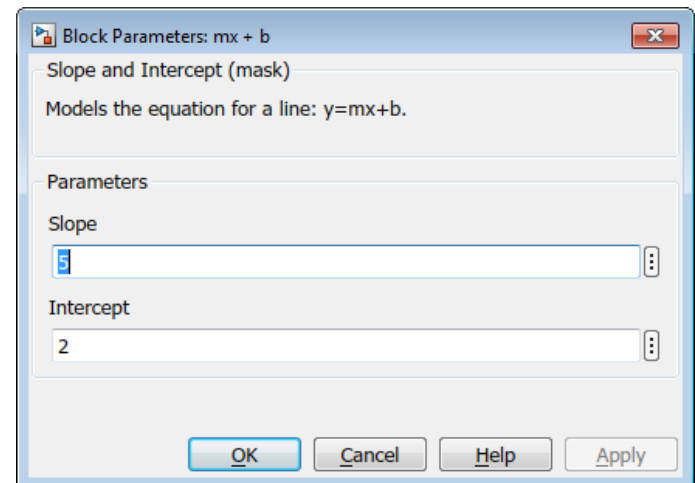 Block Parameters: mx + b
Slope and Intercept (mask)
Models the equation for a line: y=mx+b.
Parameters
Slope
5
Intercept
2
OK Cancel Help Apply